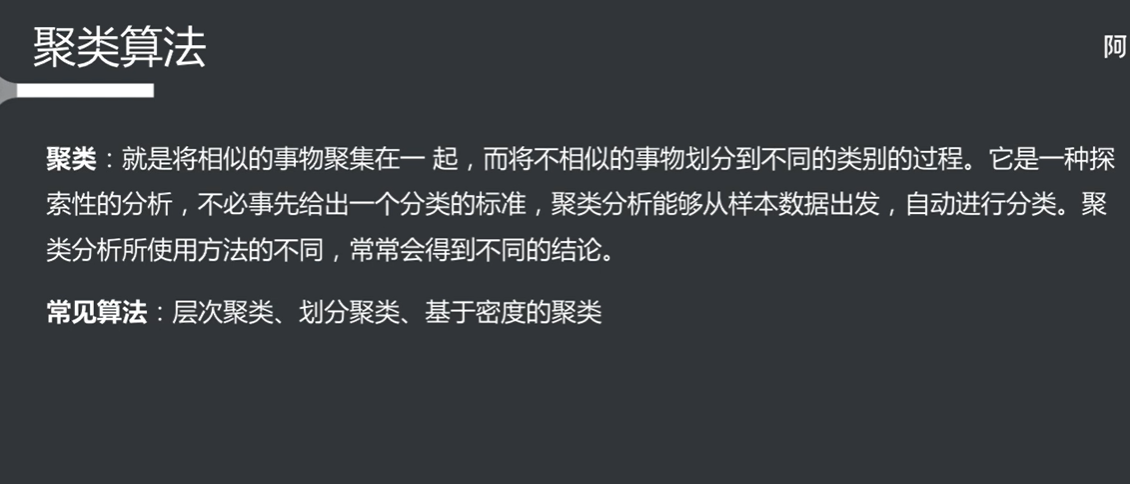 聚类算法
阿
聚类：就是将相似的事物聚集在一 起，而将不相似的事物划分到不同的类别的过程。它是一种探
索性的分析，不必事先给出一个分类的标准，聚类分析能够从样本数据出发，自动进行分类。聚
类分析所使用方法的不同，常常会得到不同的结论。
常见算法：层次聚类、划分聚类、基于密度的聚类